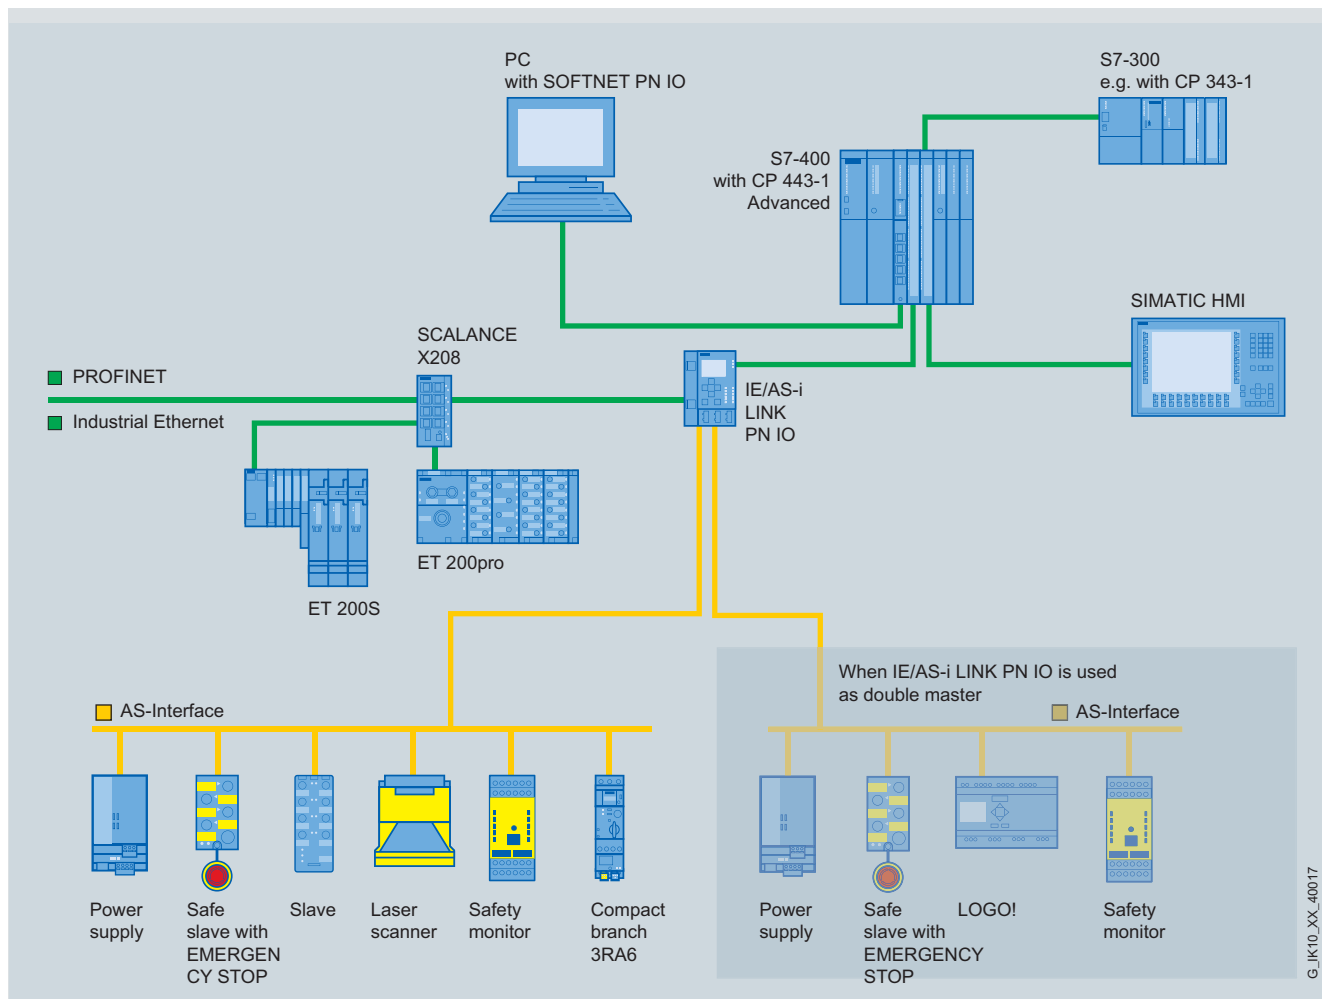 PC
with SOFTNET PN IO
S7-300
e.g. with CP 343-1
S7-400
with CP 443-1
Advanced
SIMATIC HMI
SCALANCE
X208
PROFINET
Industrial Ethernet
IE/AS-i
LINK
PN IO
ET 200pro
ET 200S
When IE/AS-i LINK PN IO is used
as double master
AS-Interface
AS-Interface
Power
supply
Safe
slave with
EMERGEN
CY STOP
Slave
Laser
scanner
Safety
monitor
Compact
branch
3RA6
Power
supply
Safe
slave with
EMERGENCY
STOP
LOGO!
Safety
monitor
G_IK10_XX_40017